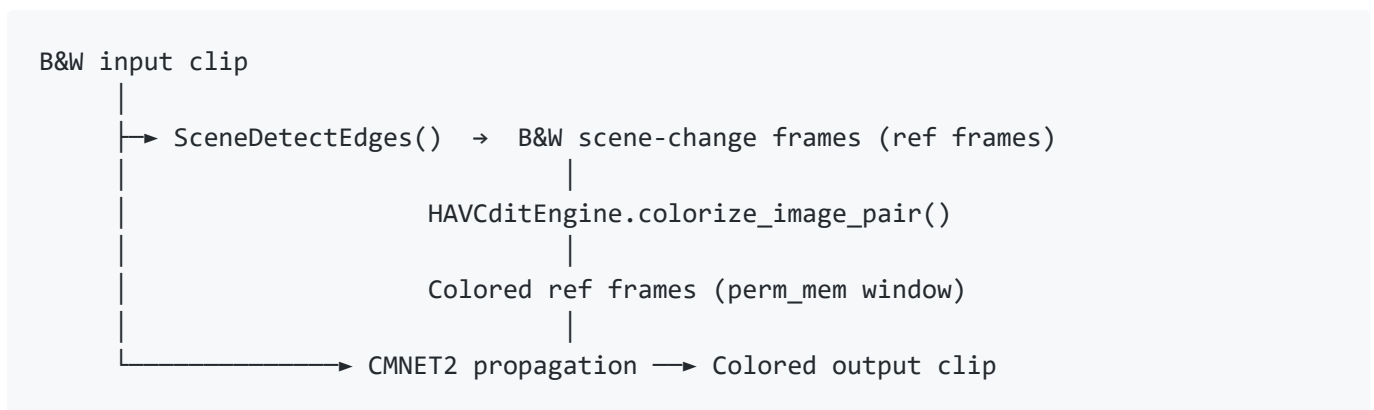 B&W input clip
SceneDetectEdges() → B&W scene-change frames (ref frames)
HAVCditEngine.colorize_image_pair()
Colored ref frames (perm_mem window)
CMNET2 propagation ──► Colored output clip